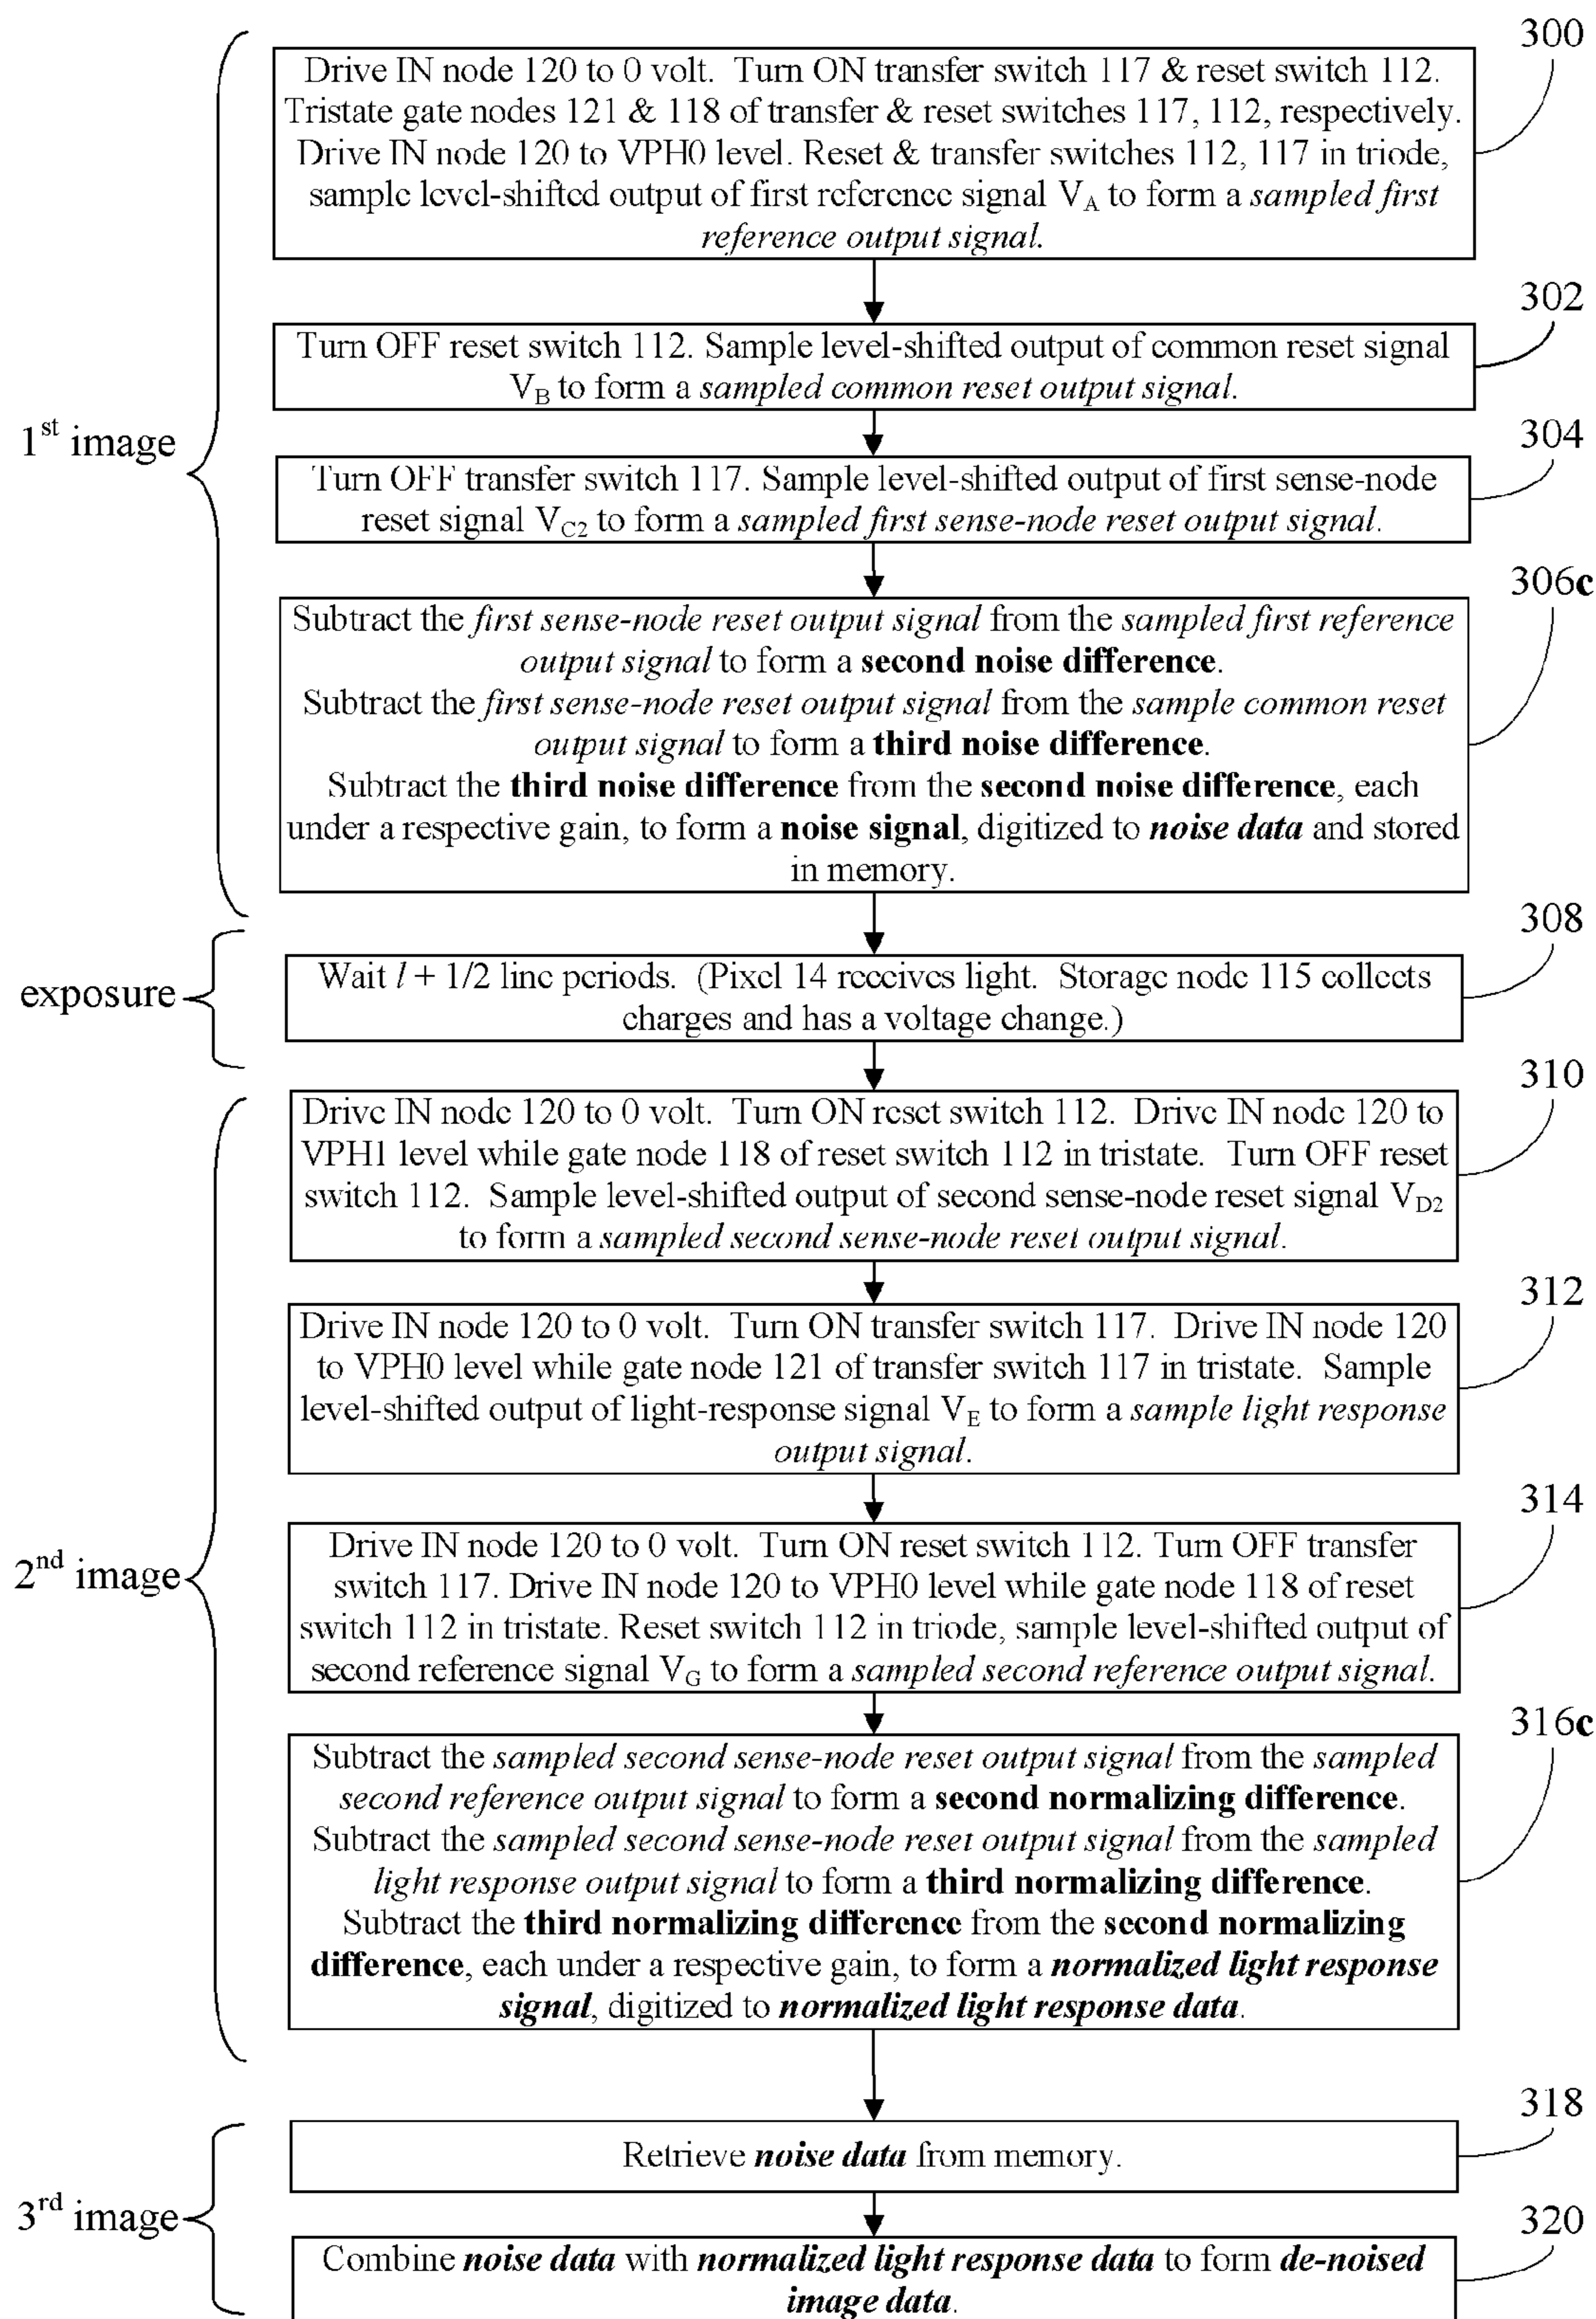 300
Drive IN node 120 to 0 volt. Turn ON transfer switch 117 & reset switch 112.
Tristate gate nodes 121 & 118 of transfer & reset switches 117, 112, respectively.
Drive IN node 120 to VPH0 level. Reset & transfer switches 112, 117 in triode,
sample level-shifted output of first reference signal V_A to form a sampled first
reference output signal.
302
Turn OFF reset switch 112. Sample level-shifted output of common reset signal
V_B to form a sampled common reset output signal.
304
1st image
Turn OFF transfer switch 117. Sample level-shifted output of first sense-node
reset signal V_C2 to form a sampled first sense-node reset output signal.
306c
Subtract the first sense-node reset output signal from the sampled first reference
output signal to form a second noise difference.
Subtract the first sense-node reset output signal from the sample common reset
output signal to form a third noise difference.
Subtract the third noise difference from the second noise difference, each
under a respective gain, to form a noise signal, digitized to noise data and stored
in memory.
308
exposure
Wait l + 1/2 line periods. (Pixel 14 receives light. Storage node 115 collects
charges and has a voltage change.)
310
Drive IN node 120 to 0 volt. Turn ON reset switch 112. Drive IN node 120 to
VPH1 level while gate node 118 of reset switch 112 in tristate. Turn OFF reset
switch 112. Sample level-shifted output of second sense-node reset signal V_D2
to form a sampled second sense-node reset output signal.
312
Drive IN node 120 to 0 volt. Turn ON transfer switch 117. Drive IN node 120
to VPH0 level while gate node 121 of transfer switch 117 in tristate. Sample
level-shifted output of light-response signal V_E to form a sample light response
output signal.
314
2nd image
Drive IN node 120 to 0 volt. Turn ON reset switch 112. Turn OFF transfer
switch 117. Drive IN node 120 to VPH0 level while gate node 118 of reset
switch 112 in tristate. Reset switch 112 in triode, sample level-shifted output of
second reference signal V_G to form a sampled second reference output signal.
316c
Subtract the sampled second sense-node reset output signal from the sampled
second reference output signal to form a second normalizing difference.
Subtract the sampled second sense-node reset output signal from the sampled
light response output signal to form a third normalizing difference.
Subtract the third normalizing difference from the second normalizing
difference, each under a respective gain, to form a normalized light response
signal, digitized to normalized light response data.
318
Retrieve noise data from memory.
3rd image
320
Combine noise data with normalized light response data to form de-noised
image data.